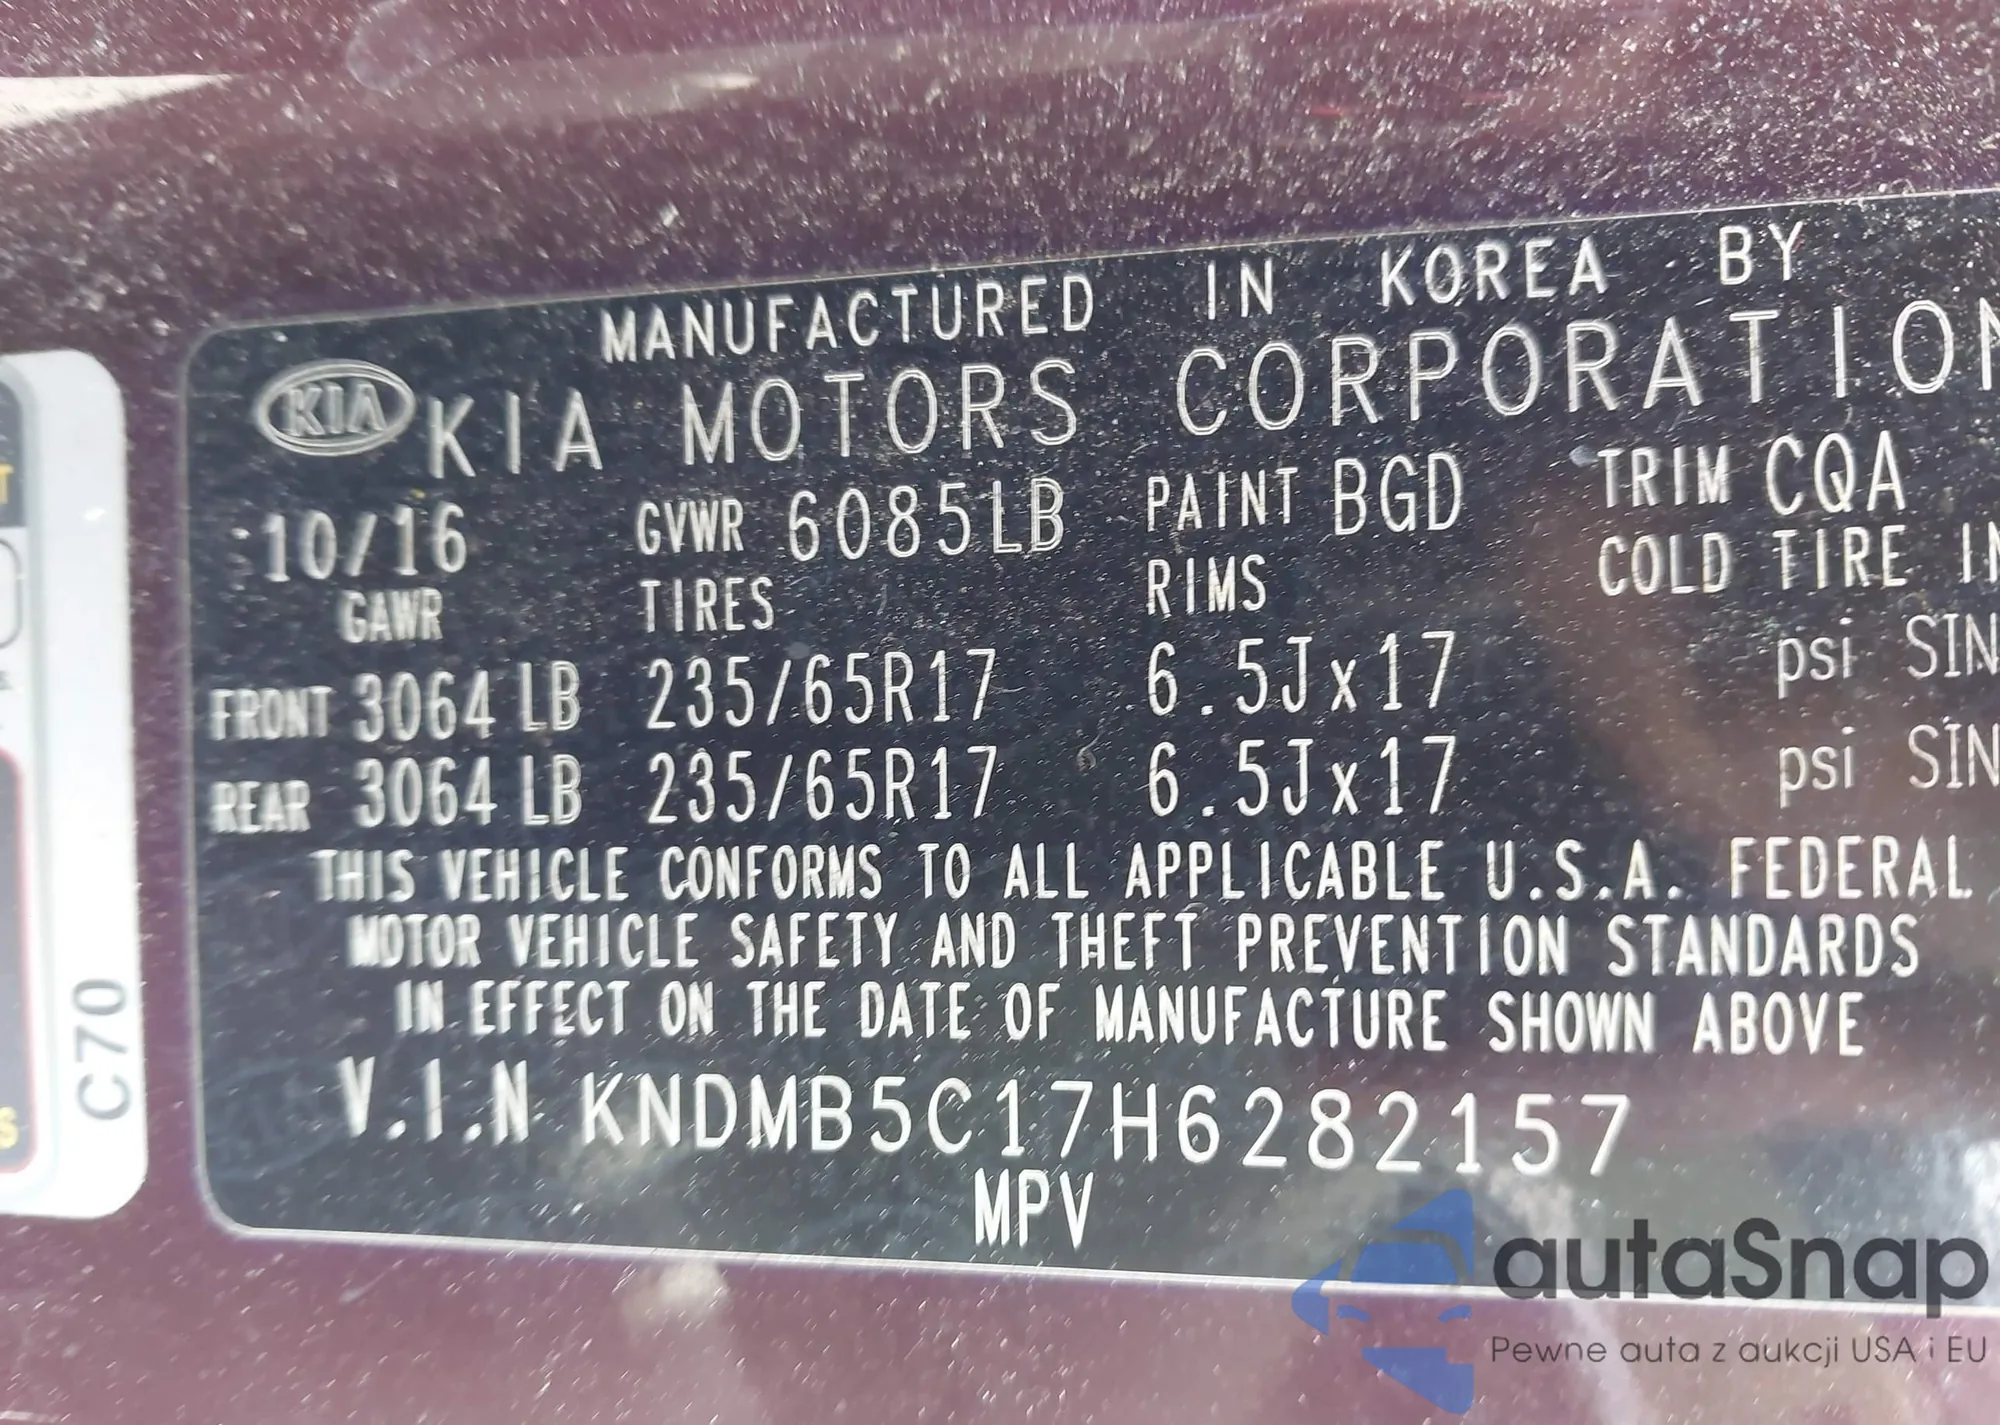 MANUFACTURED IN KOREA BY
KIA KIA MOTORS CORPORATION
10/16 GVWR 6085LB PAINT BGD TRIM CQA
GAWR TIRES RIMS COLD TIRE IN
FRONT 3064 LB 235/65R17 6.5Jx17 psi SIN
REAR 3064 LB 235/65R17 6.5Jx17 psi SIN
THIS VEHICLE CONFORMS TO ALL APPLICABLE U.S.A. FEDERAL
MOTOR VEHICLE SAFETY AND THEFT PREVENTION STANDARDS
IN EFFECT ON THE DATE OF MANUFACTURE SHOWN ABOVE
V.I.N KNDMB5C17H6282157
MPV
C70
autaSnap
Pewne auta z aukcji USA i EU